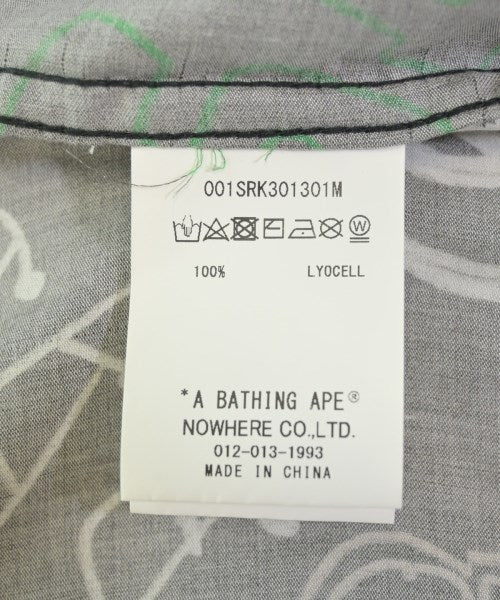 001SRK301301M
W
100% LYOCELL
*A BATHING APE®
NOWHERE CO.,LTD.
012-013-1993
MADE IN CHINA